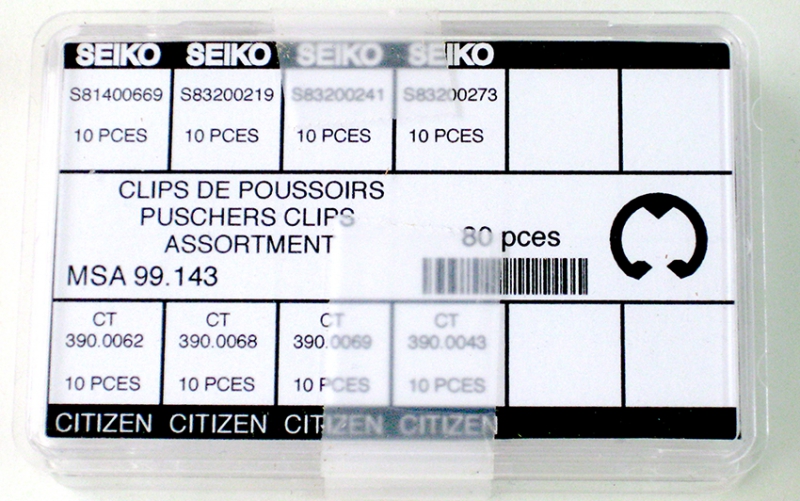 SEIKO SEIKO SEIKO SEIKO
S81400669 S83200219 S83200241 S83200273
10 PCES 10 PCES 10 PCES 10 PCES
CLIPS DE POUSSOIRS
PUSCHERS CLIPS
ASSORTMENT
80 pces
MSA 99.143
CT CT CT CT
390.0062 390.0068 390.0069 390.0043
10 PCES 10 PCES 10 PCES 10 PCES
CITIZEN CITIZEN CITIZEN CITIZEN